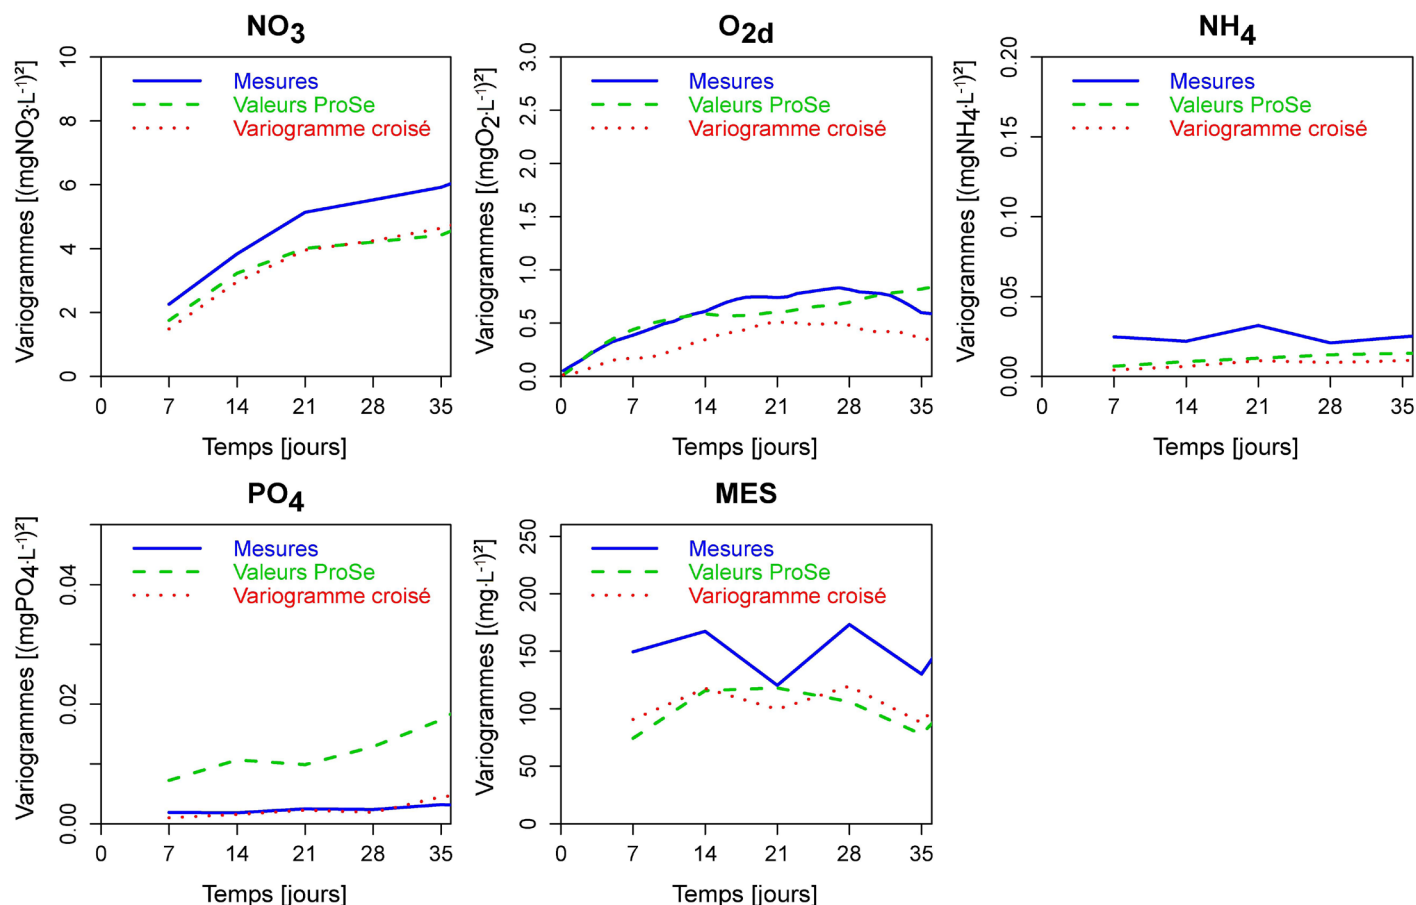 NO3
Variogrammes [(mgNO3·L-1)²]
10
8
6
4
2
0
Mesures
Valeurs ProSe
Variogramme croisé
0 7 14 21 28 35
Temps [jours]
O2d
Variogrammes [(mgO2·L-1)²]
3.0
2.5
2.0
1.5
1.0
0.5
0.0
Mesures
Valeurs ProSe
Variogramme croisé
0 7 14 21 28 35
Temps [jours]
NH4
Variogrammes [(mgNH4·L-1)²]
0.20
0.15
0.10
0.05
0.00
Mesures
Valeurs ProSe
Variogramme croisé
0 7 14 21 28 35
Temps [jours]
PO4
Variogrammes [(mgPO4·L-1)²]
0.04
0.02
0.00
Mesures
Valeurs ProSe
Variogramme croisé
0 7 14 21 28 35
Temps [jours]
MES
Variogrammes [(mg·L-1)²]
250
200
150
100
50
0
Mesures
Valeurs ProSe
Variogramme croisé
0 7 14 21 28 35
Temps [jours]